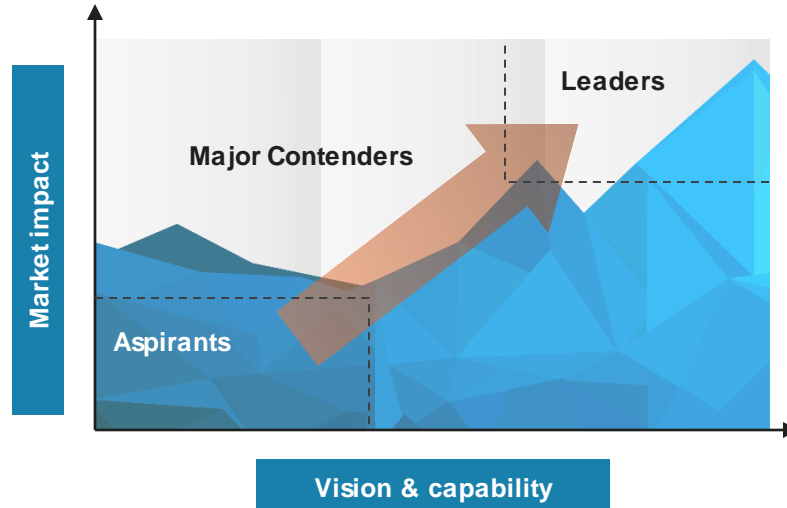 Leaders
Major Contenders
Market impact
Aspirants
Vision & capability